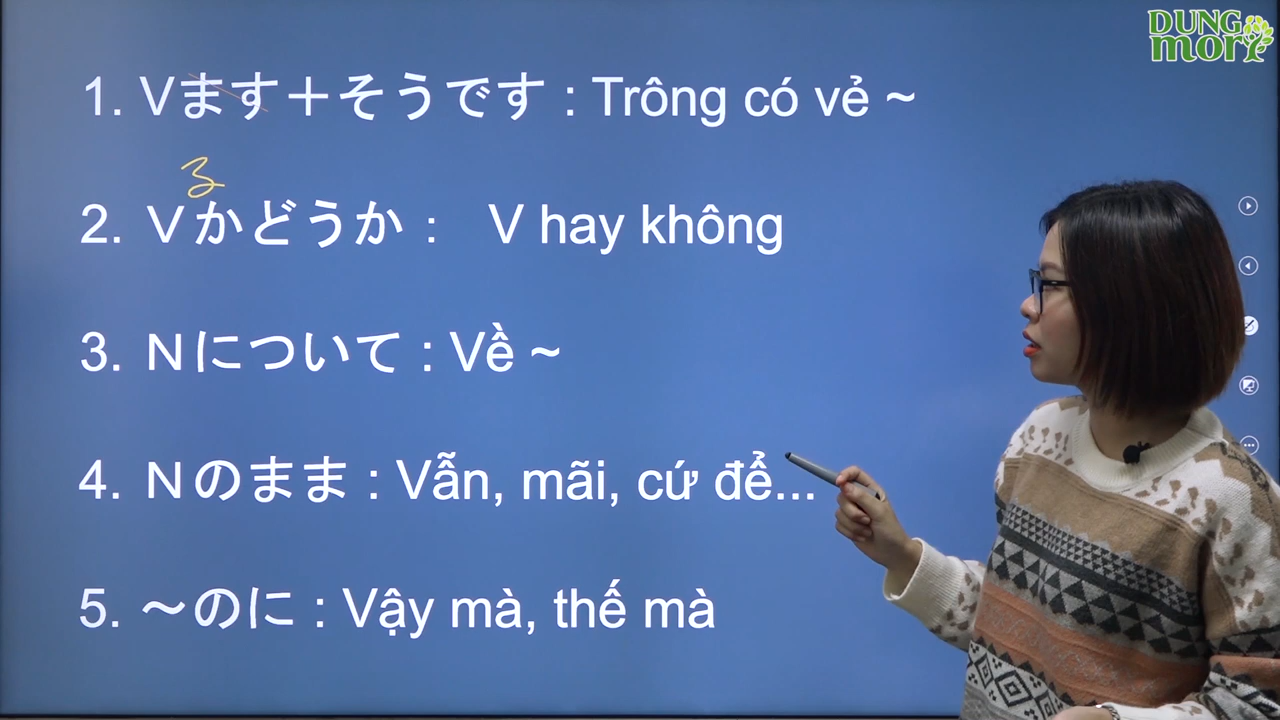 DUNG
mori
1. Vます＋そうです : Trông có vẻ ~
る
2. Ｖかどうか : V hay không
3. Ｎについて : Về ~
4. Ｎのまま : Vẫn, mãi, cứ để...
5. ～のに : Vậy mà, thế mà